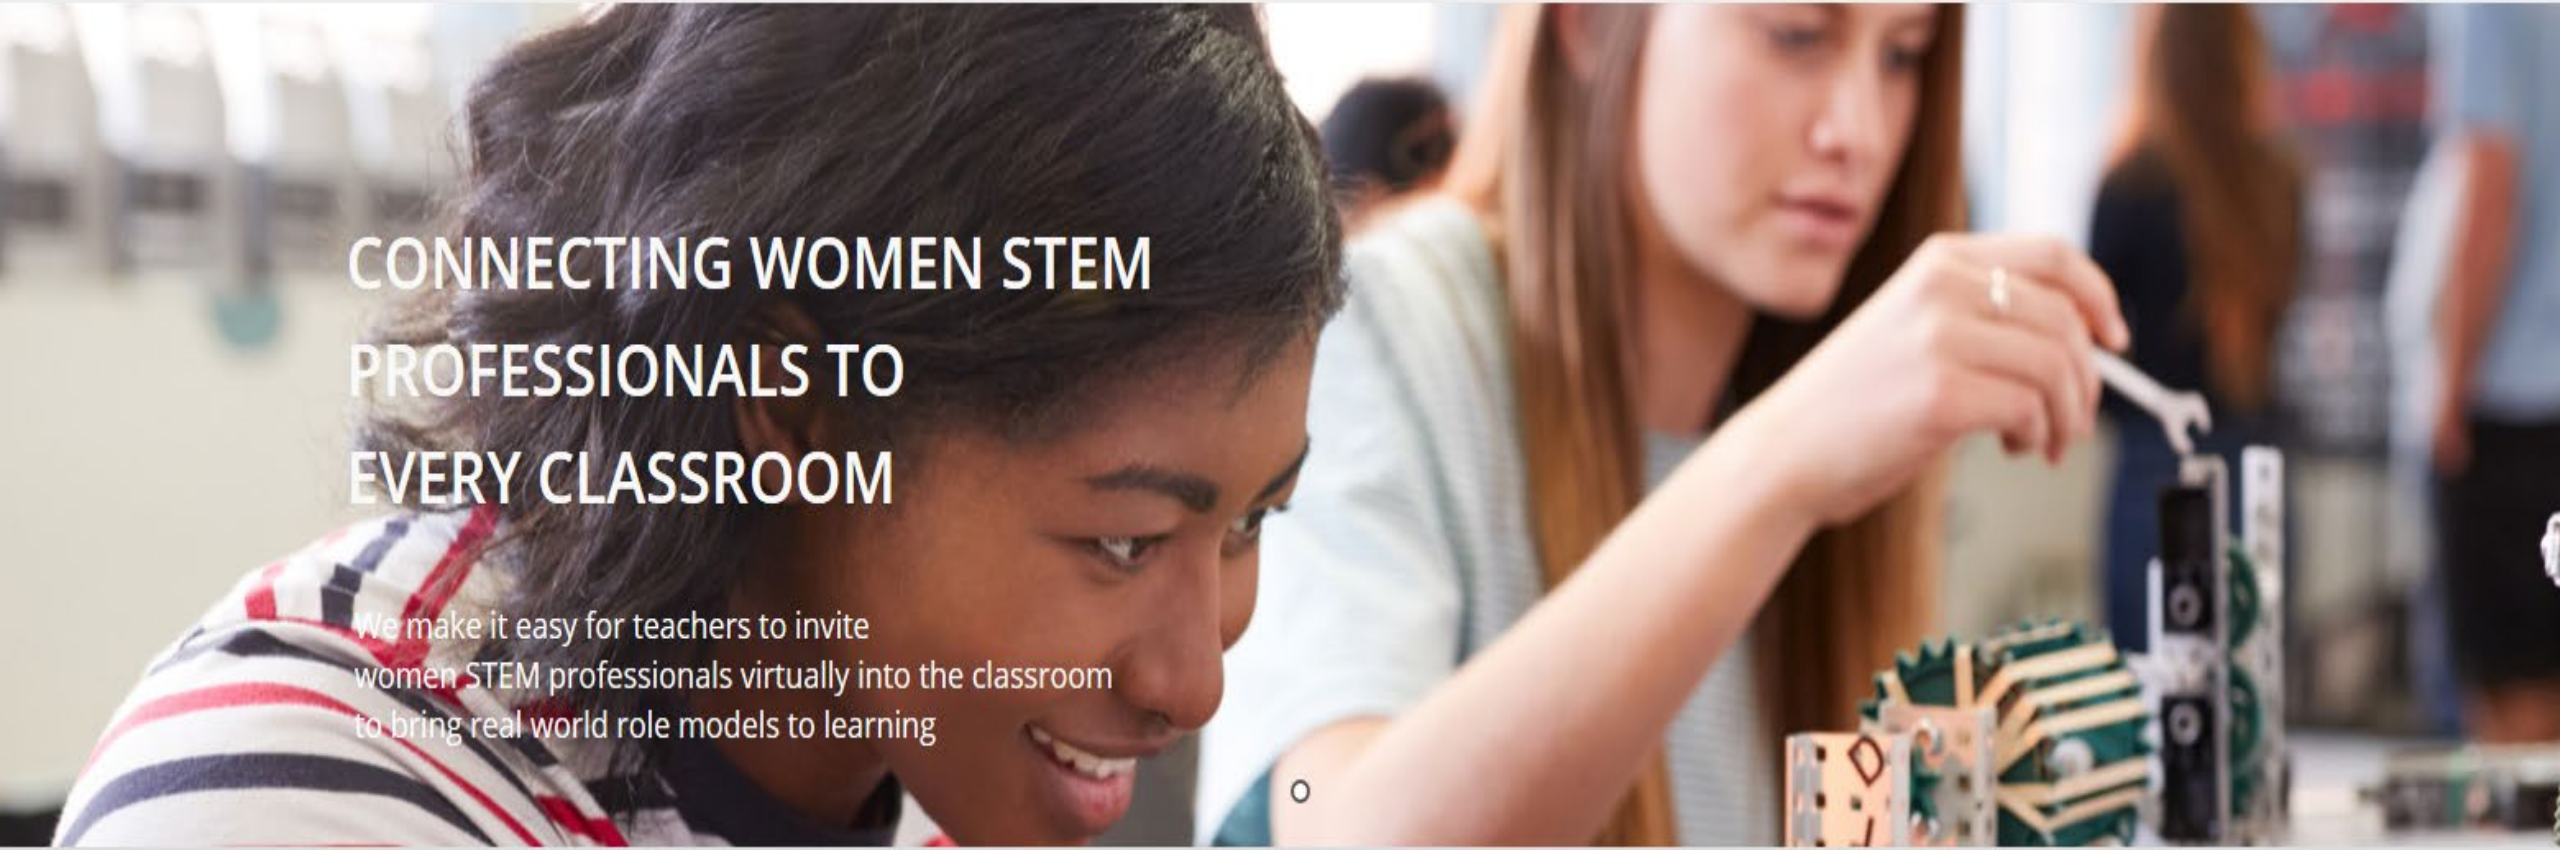 CONNECTING WOMEN STEM
PROFESSIONALS TO
EVERY CLASSROOM
We make it easy for teachers to invite
women STEM professionals virtually into the classroom
to bring real world role models to learning
D